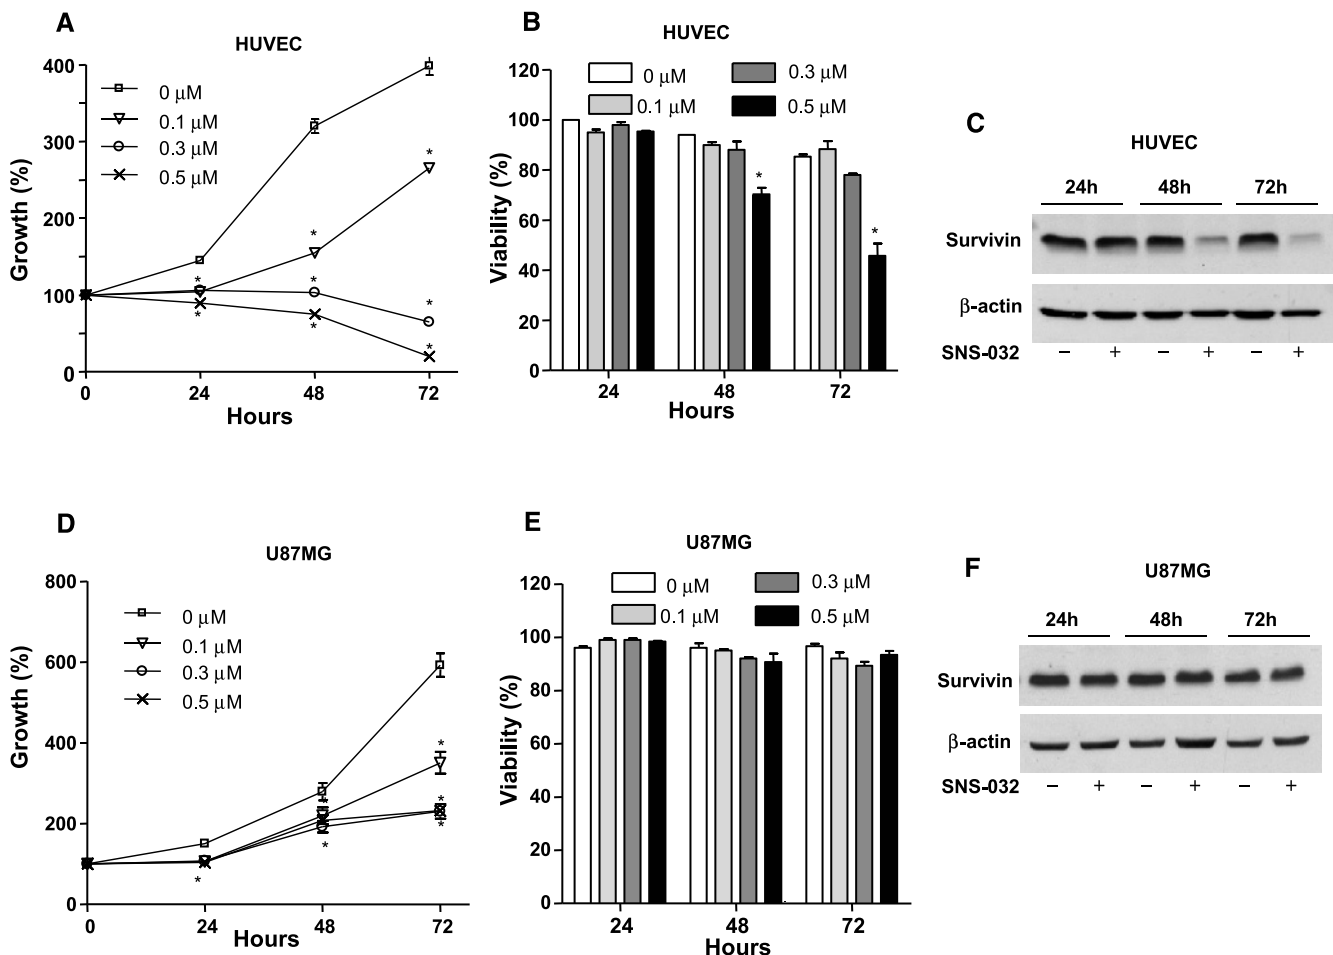 A
HUVEC
400
300
200
100
0
Growth (%)
0 μM
0.1 μM
0.3 μM
0.5 μM
*
*
*
*
*
*
*
0
24
48
72
Hours
B
HUVEC
120
100
80
60
40
20
0
Viability (%)
0 μM
0.3 μM
0.1 μM
0.5 μM
*
*
24
48
72
Hours
C
HUVEC
24h 48h 72h
Survivin
β-actin
SNS-032 – + – + – +
D
U87MG
800
600
400
200
0
Growth (%)
0 μM
0.1 μM
0.3 μM
0.5 μM
*
*
*
*
*
*
0
24
48
72
Hours
E
U87MG
120
100
80
60
40
20
0
Viability (%)
0 μM
0.3 μM
0.1 μM
0.5 μM
24
48
72
Hours
F
U87MG
24h 48h 72h
Survivin
β-actin
SNS-032 – + – + – +